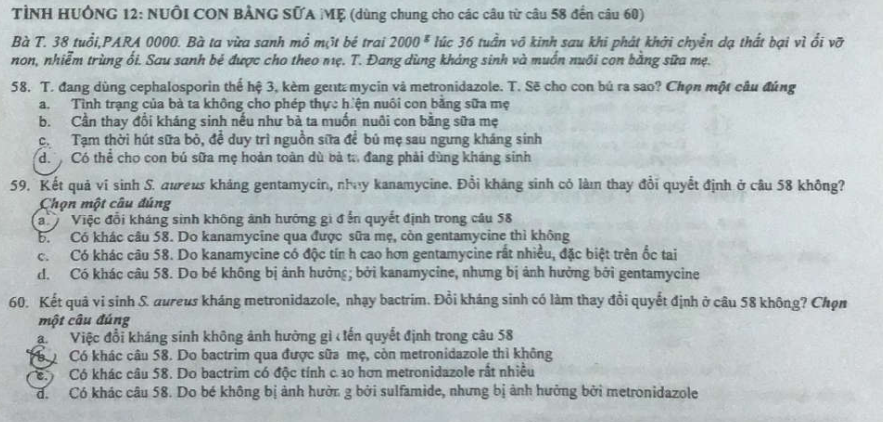 TÌNH HUỐNG 12: NUÔI CON BẰNG SỮA MẸ (dùng chung cho các câu từ câu 58 đến câu 60)
Bà T. 38 tuổi, PARA 0000. Bà ta vừa sanh mổ một bé trai 2000 g lúc 36 tuần vô kinh sau khi phát khởi chuyển dạ thất bại vì ối vỡ
non, nhiễm trùng ối. Sau sanh bé được cho theo mẹ. T. Đang dùng kháng sinh và muốn nuôi con bằng sữa mẹ.
58. T. đang dùng cephalosporin thế hệ 3, kèm gentamycin và metronidazole. T. Sẽ cho con bú ra sao? Chọn một câu đúng
a. Tình trạng của bà ta không cho phép thực hiện nuôi con bằng sữa mẹ
b. Cần thay đổi kháng sinh nếu như bà ta muốn nuôi con bằng sữa mẹ
c. Tạm thời hút sữa bỏ, để duy trì nguồn sữa để bú mẹ sau ngưng kháng sinh
d. Có thể cho con bú sữa mẹ hoàn toàn dù bà ta đang phải dùng kháng sinh
59. Kết quả vi sinh S. aureus kháng gentamycin, nhạy kanamycine. Đổi kháng sinh có làm thay đổi quyết định ở câu 58 không?
Chọn một câu đúng
a. Việc đổi kháng sinh không ảnh hưởng gì đến quyết định trong câu 58
b. Có khác câu 58. Do kanamycine qua được sữa mẹ, còn gentamycine thì không
c. Có khác câu 58. Do kanamycine có độc tính cao hơn gentamycine rất nhiều, đặc biệt trên ốc tai
d. Có khác câu 58. Do bé không bị ảnh hưởng bởi kanamycine, nhưng bị ảnh hưởng bởi gentamycine
60. Kết quả vi sinh S. aureus kháng metronidazole, nhạy bactrim. Đổi kháng sinh có làm thay đổi quyết định ở câu 58 không? Chọn
một câu đúng
a. Việc đổi kháng sinh không ảnh hưởng gì đến quyết định trong câu 58
b. Có khác câu 58. Do bactrim qua được sữa mẹ, còn metronidazole thì không
c. Có khác câu 58. Do bactrim có độc tính cao hơn metronidazole rất nhiều
d. Có khác câu 58. Do bé không bị ảnh hưởng bởi sulfamide, nhưng bị ảnh hưởng bởi metronidazole